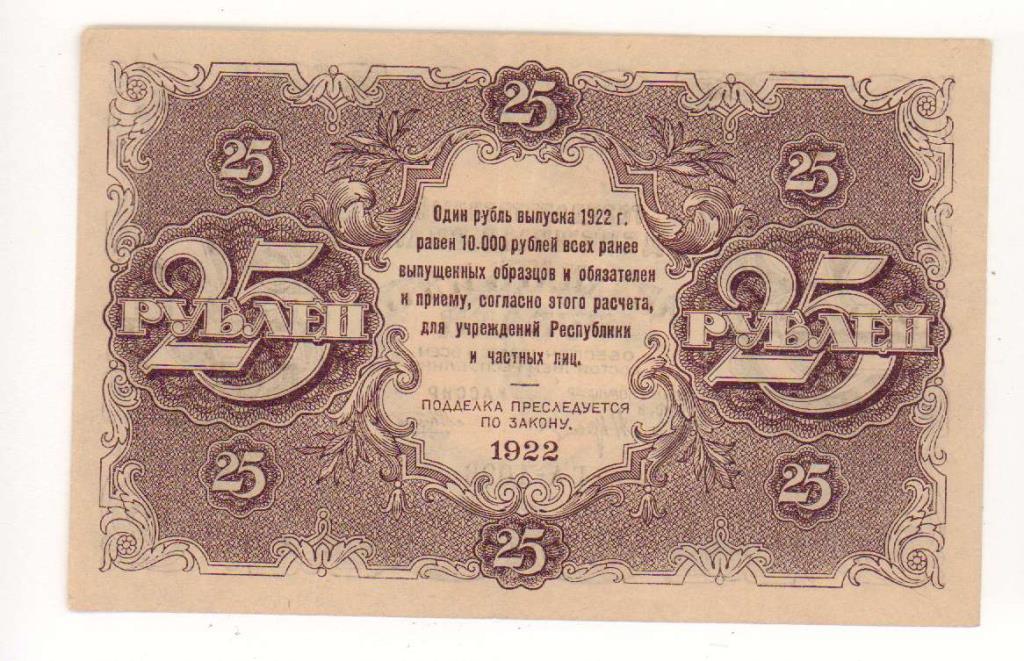 25
25
25
Один рубль выпуска 1922 г.
равен 10.000 рублей всех ранее
выпущенных образцов и обязателен
к приему, согласно этого расчета,
для учреждений Республики
и частных лиц.
25 РУБЛЕЙ
25 РУБЛЕЙ
ПОДДЕЛКА ПРЕСЛЕДУЕТСЯ
ПО ЗАКОНУ.
1922
25
25
25